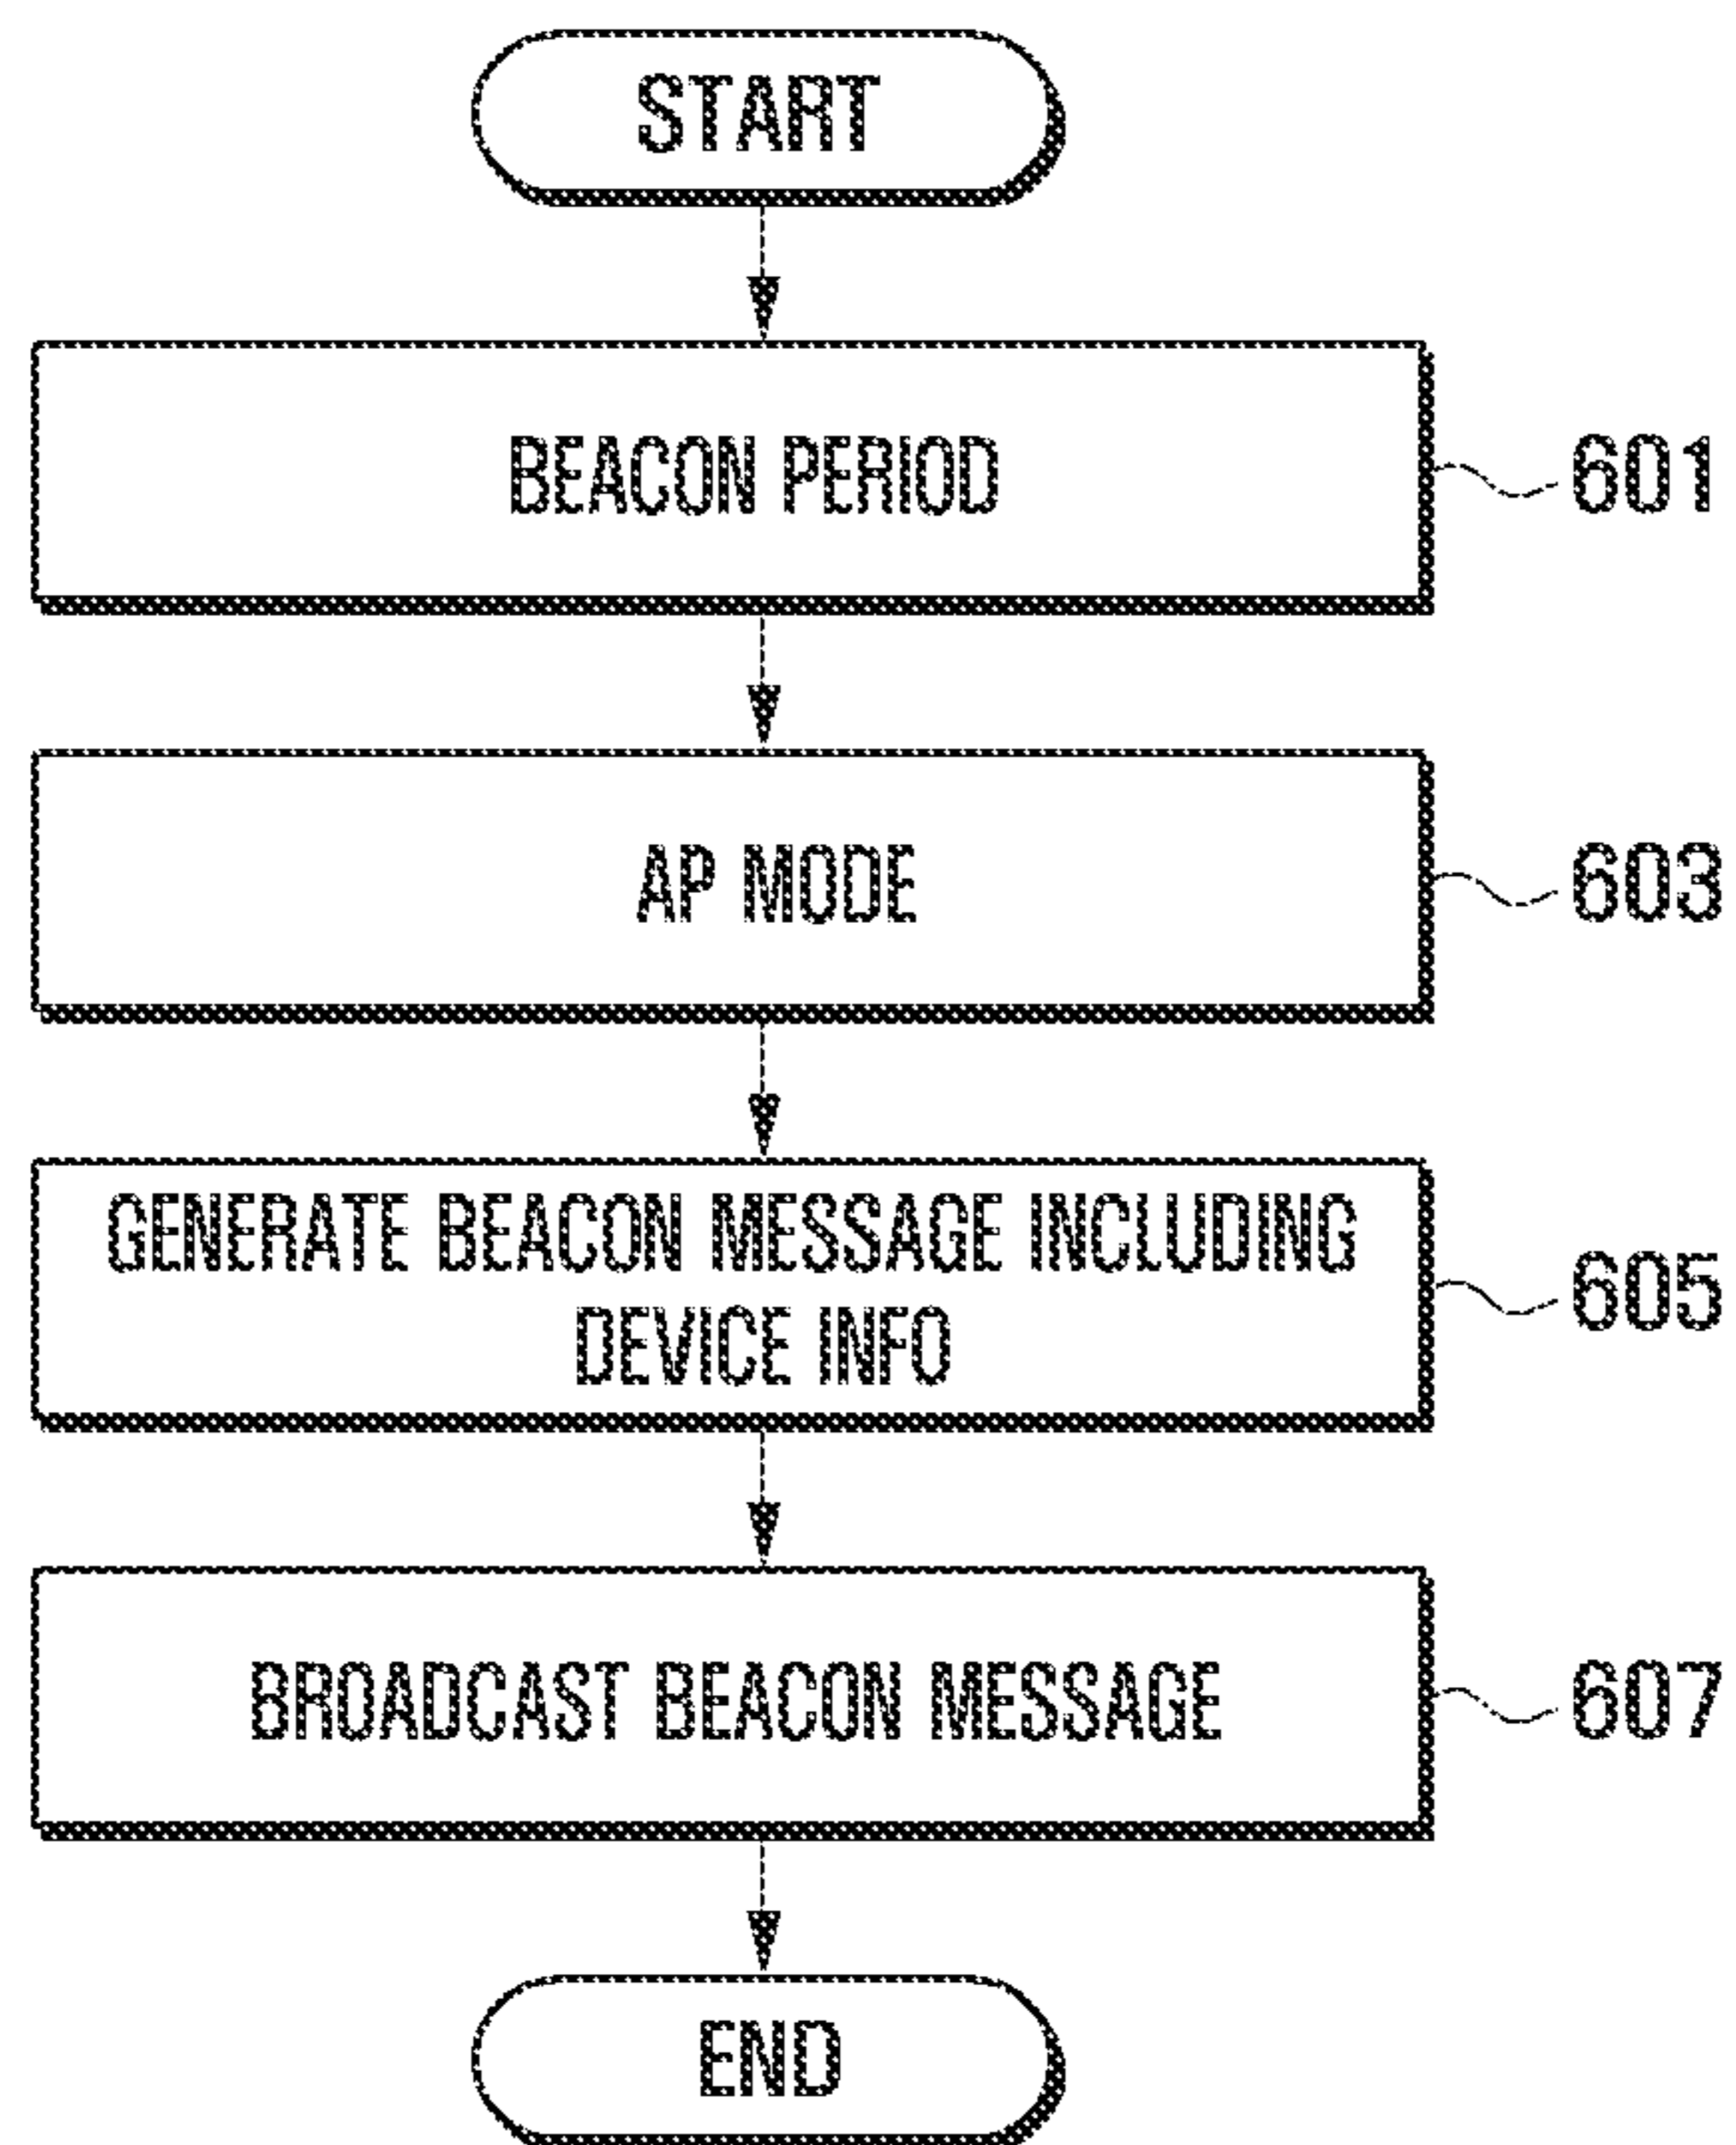 START
BEACON PERIOD
601
AP MODE
603
GENERATE BEACON MESSAGE INCLUDING
DEVICE INFO
605
BROADCAST BEACON MESSAGE
607
END